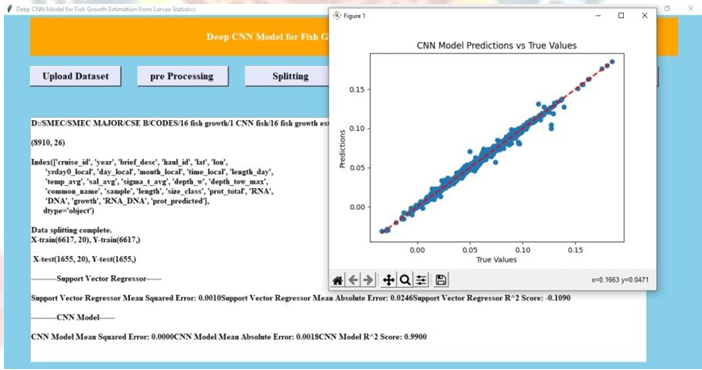 Deep CNN Model for Fish Growth Estimation from Larvae Statistics
Figure 1
Deep CNN Model for Fish G
Upload Dataset
pre Processing
Splitting
D:/SMEC/SMEC MAJOR/CSE B/CODES/16 fish growth/1 CNN fish/16 fish growth est
(8910, 26)
Index(['cruise_id', 'year', 'brief_desc', 'haul_id', 'lat', 'lon',
'yrday0_local', 'day_local', 'month_local', 'time_local', 'length_day',
'temp_avg', 'sal_avg', 'sigma_t_avg', 'depth_w', 'depth_tow_max',
'common_name', 'sample', 'length', 'size_class', 'prot_total', 'RNA',
'DNA', 'growth', 'RNA_DNA', 'prot_predicted'],
dtype='object')
Data splitting complete.
X-train(6617, 20), Y-train(6617,)
X-test(1655, 20), Y-test(1655,)
----------Support Vector Regressor------
Support Vector Regressor Mean Squared Error: 0.0010Support Vector Regressor Mean Absolute Error: 0.0246Support Vector Regressor R^2 Score: -0.1090
----------CNN Model------
CNN Model Mean Squared Error: 0.0000CNN Model Mean Absolute Error: 0.0018CNN Model R^2 Score: 0.9900
CNN Model Predictions vs True Values
Predictions
0.15
0.10
0.05
0.00
0.00 0.05 0.10 0.15
True Values
x=0.1663 y=0.0471